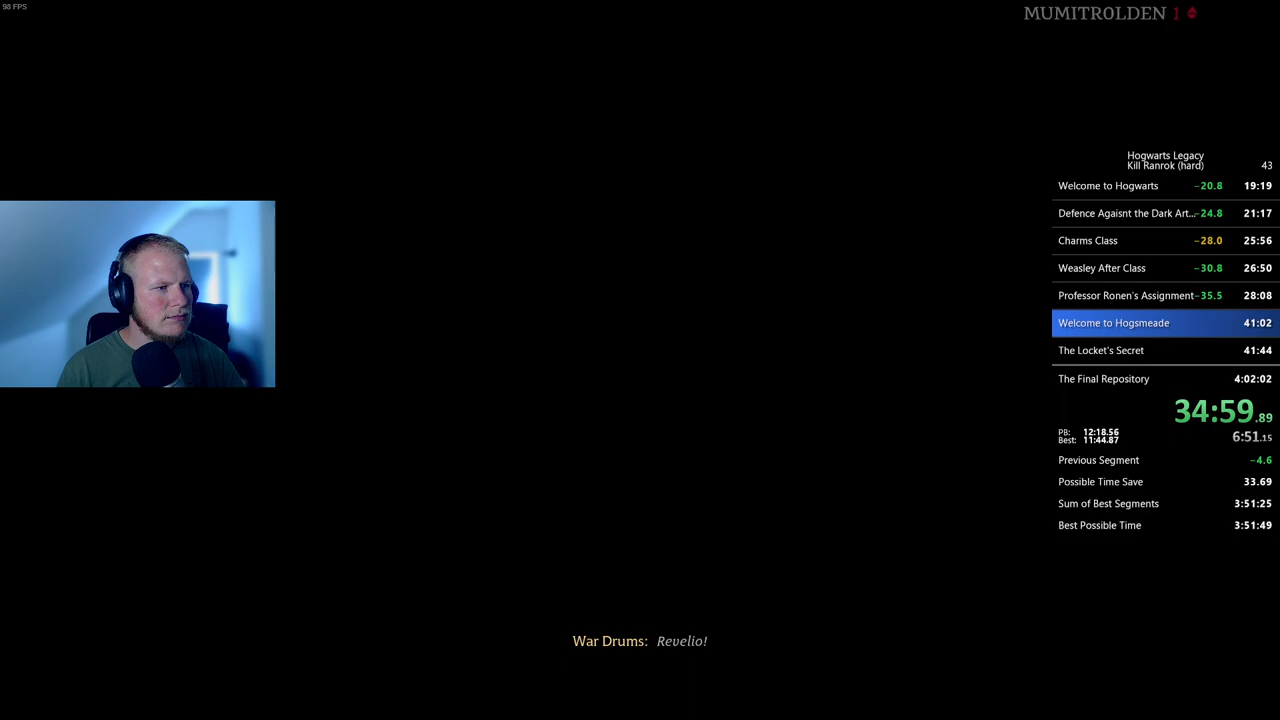 98 FPS
MUMITROLDEN 1
Hogwarts Legacy
Kill Ranrok (hard) 43
Welcome to Hogwarts -20.8 19:19
Defence Agaisnt the Dark Art... -24.8 21:17
Charms Class -28.0 25:56
Weasley After Class -30.8 26:50
Professor Ronen's Assignment -35.5 28:08
Welcome to Hogsmeade 41:02
The Locket's Secret 41:44
The Final Repository 4:02:02
34:59.89
PB: 12:18.56 6:51.15
Best: 11:44.87
Previous Segment -4.6
Possible Time Save 33.69
Sum of Best Segments 3:51:25
Best Possible Time 3:51:49
War Drums: Revelio!